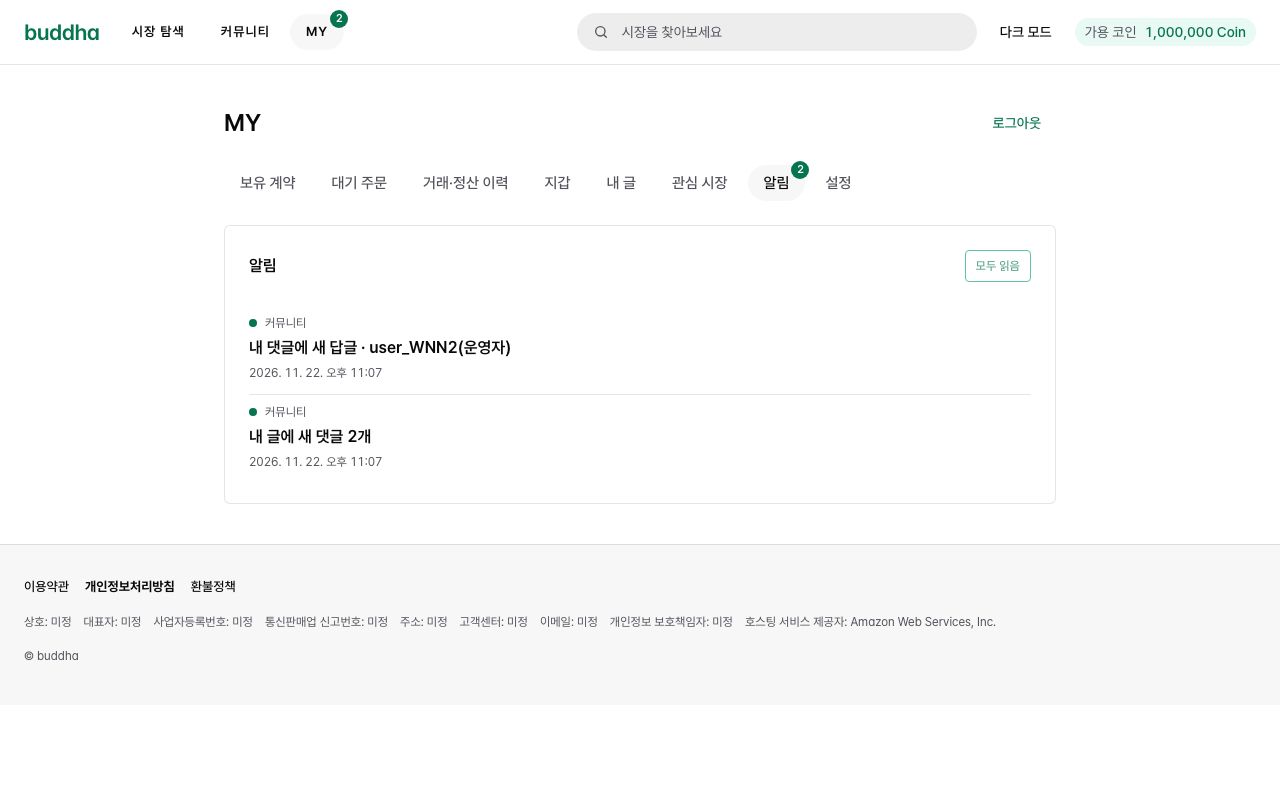 buddha 시장 탐색 커뮤니티 MY 2 시장을 찾아보세요 다크 모드 가용 코인 1,000,000 Coin
MY 로그아웃
보유 계약 대기 주문 거래·정산 이력 지갑 내 글 관심 시장 알림 2 설정
알림 모두 읽음
커뮤니티
내 댓글에 새 답글 · user_WNN2(운영자)
2026. 11. 22. 오후 11:07
커뮤니티
내 글에 새 댓글 2개
2026. 11. 22. 오후 11:07
이용약관 개인정보처리방침 환불정책
상호: 미정 대표자: 미정 사업자등록번호: 미정 통신판매업 신고번호: 미정 주소: 미정 고객센터: 미정 이메일: 미정 개인정보 보호책임자: 미정 호스팅 서비스 제공자: Amazon Web Services, Inc.
© buddha